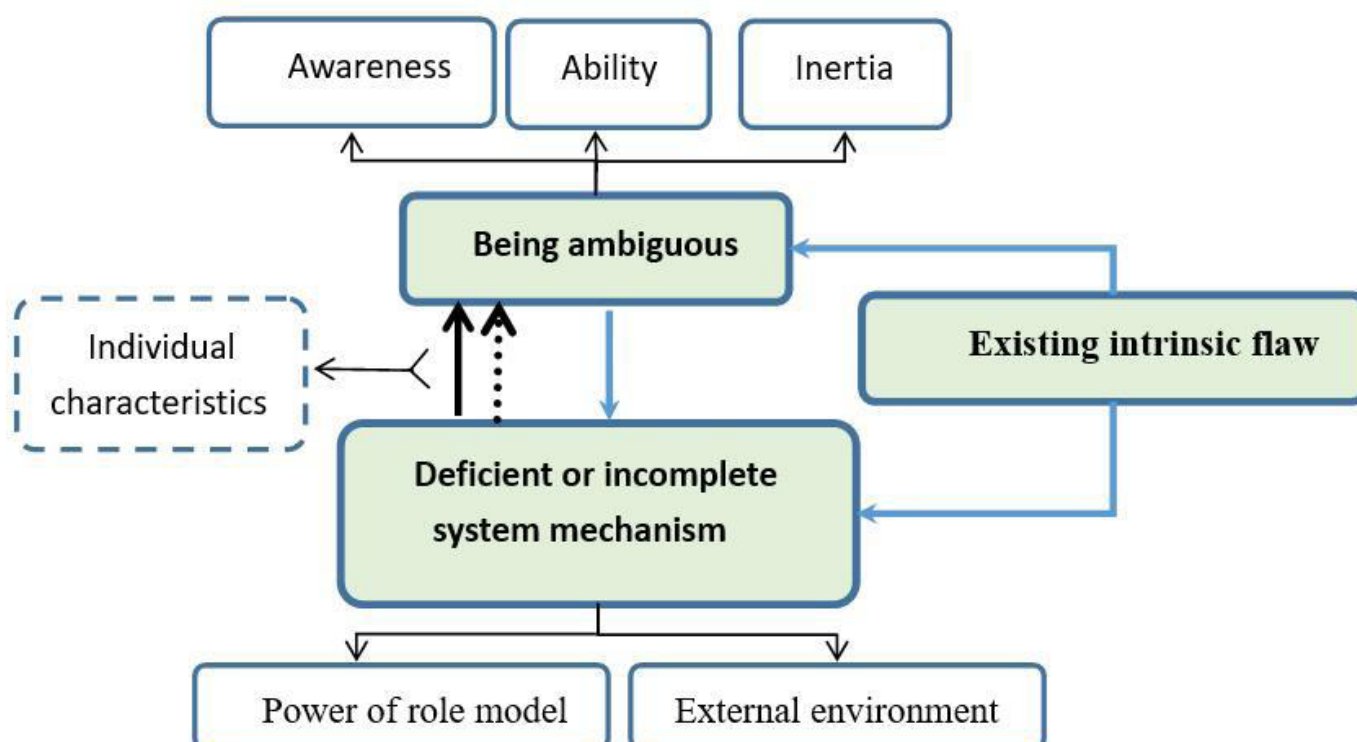 Awareness
Ability
Inertia
Being ambiguous
Existing intrinsic flaw
Individual
characteristics
Deficient or incomplete
system mechanism
Power of role model
External environment